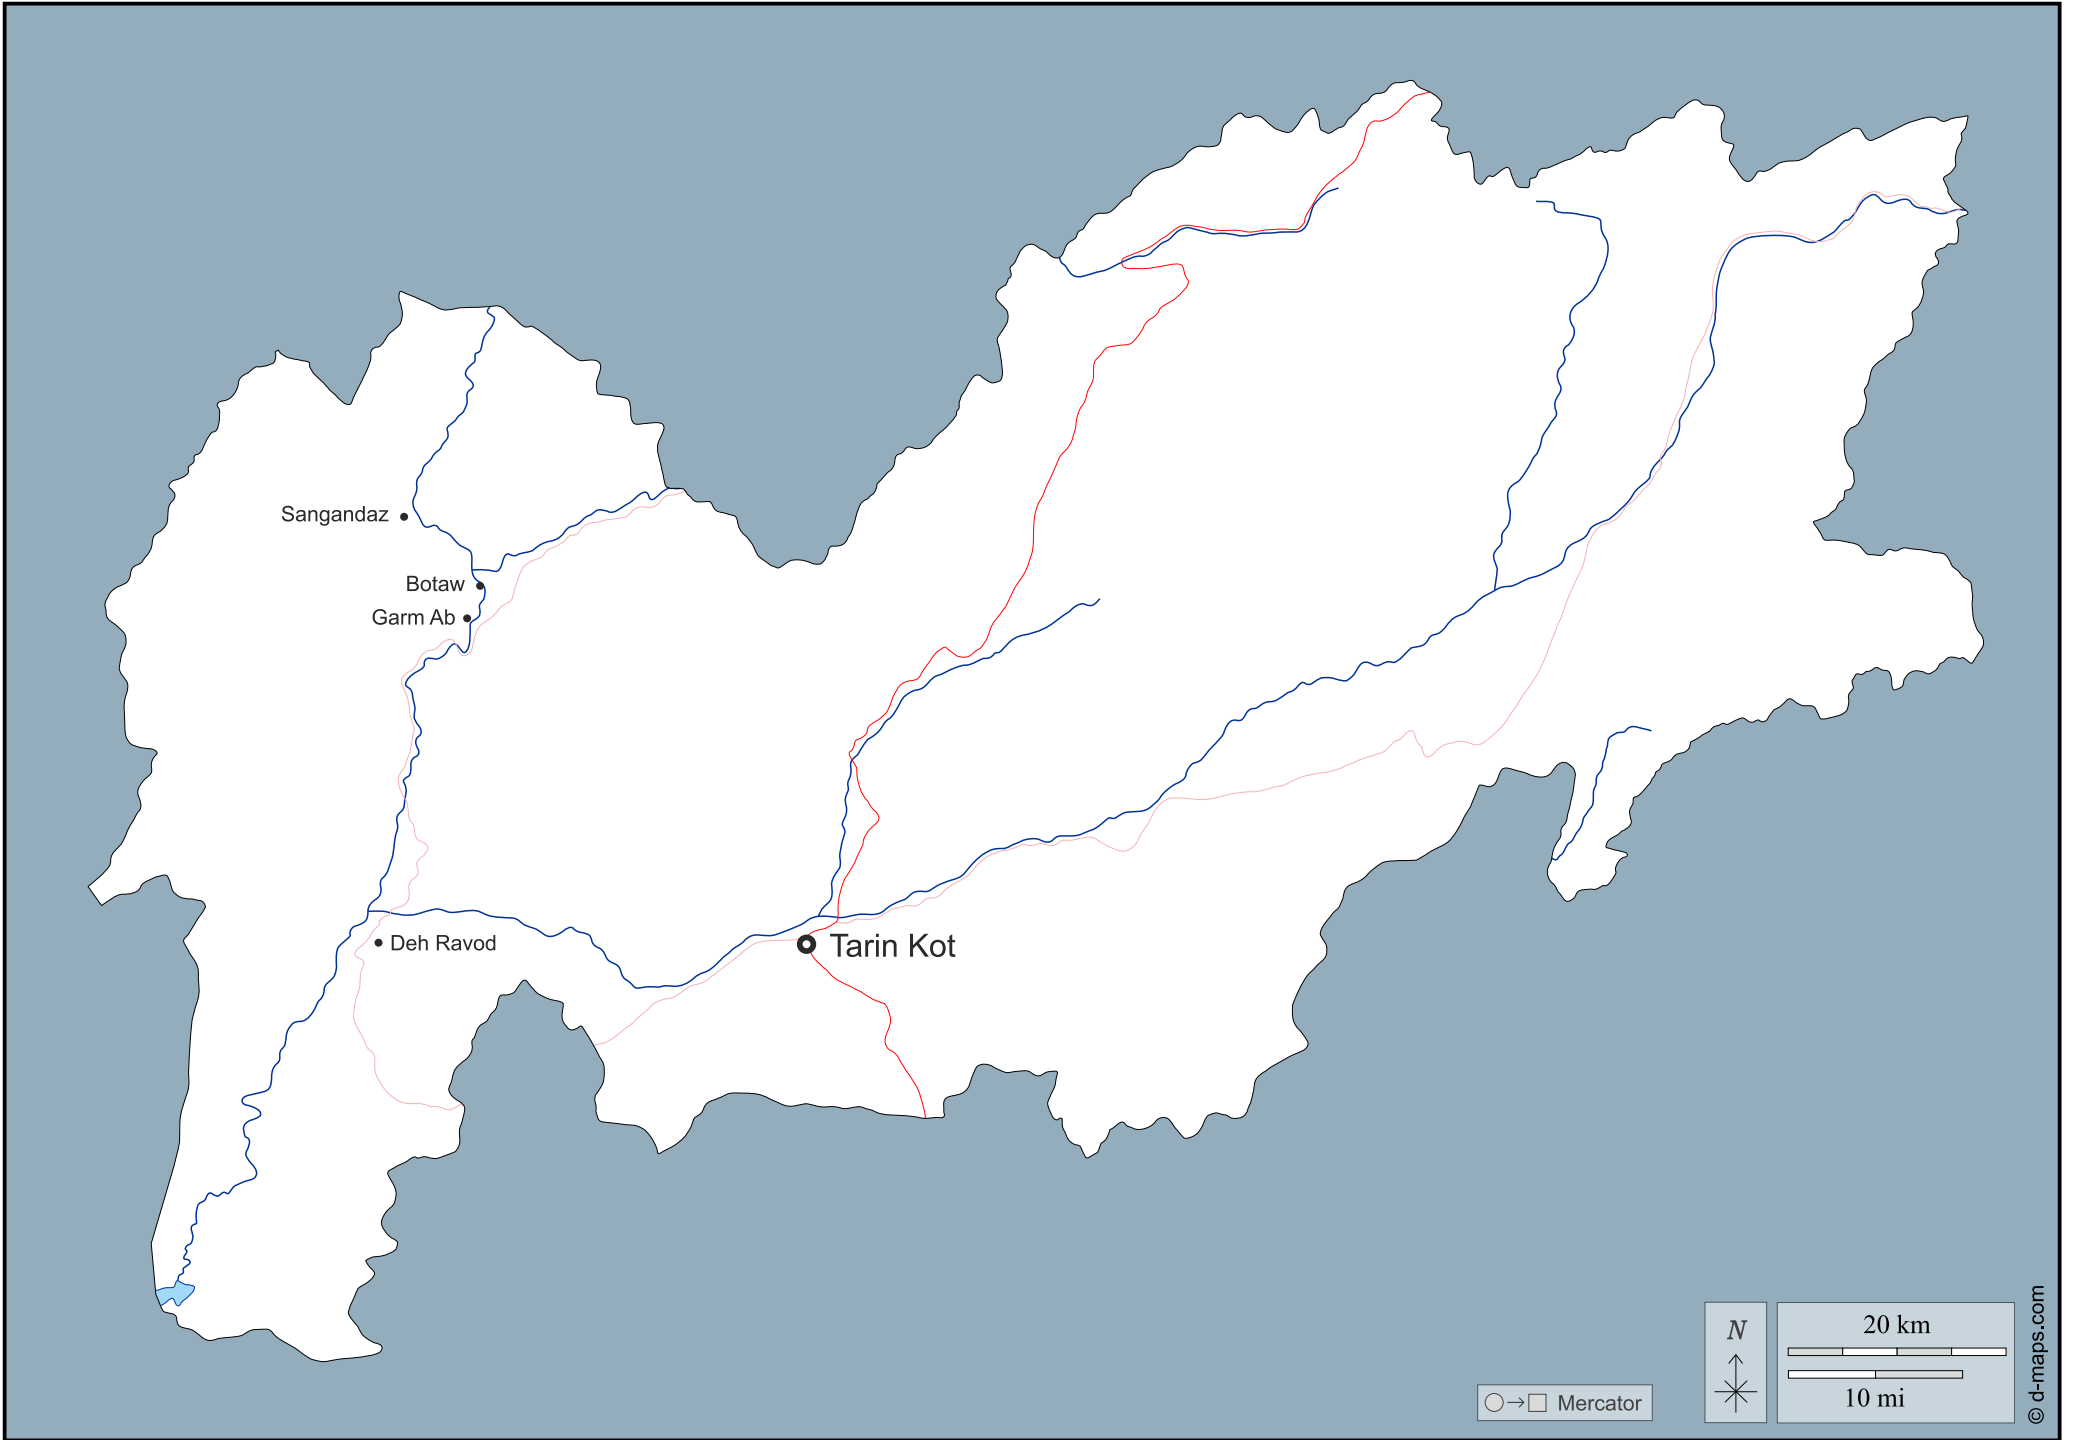 Sangandaz
Botaw
Garm Ab
Deh Ravod
Tarin Kot
N
20 km
10 mi
Mercator
© d-maps.com